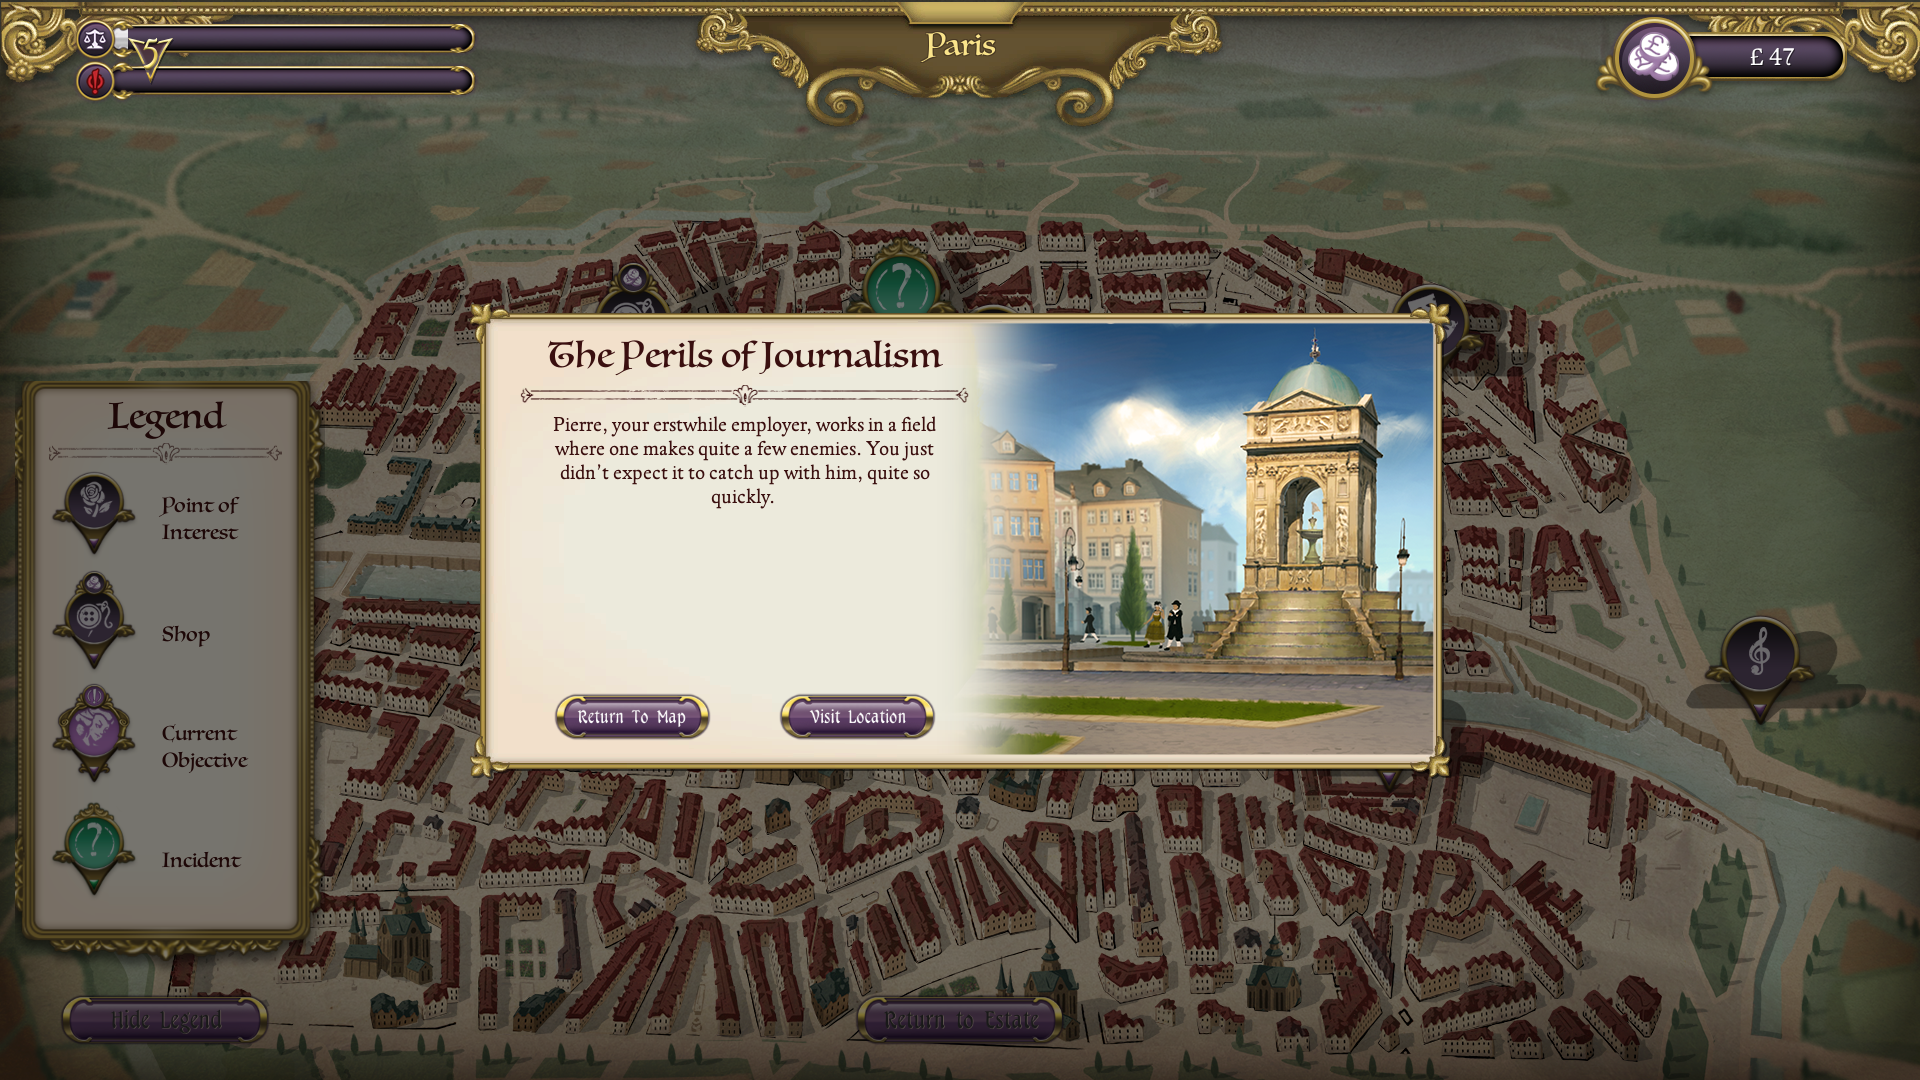 57
Paris
£ 47
The Perils of Journalism
Pierre, your erstwhile employer, works in a field
where one makes quite a few enemies. You just
didn't expect it to catch up with him, quite so
quickly.
Return To Map
Visit Location
Legend
Point of
Interest
Shop
Current
Objective
Incident
Hide Legend
Return to Estate